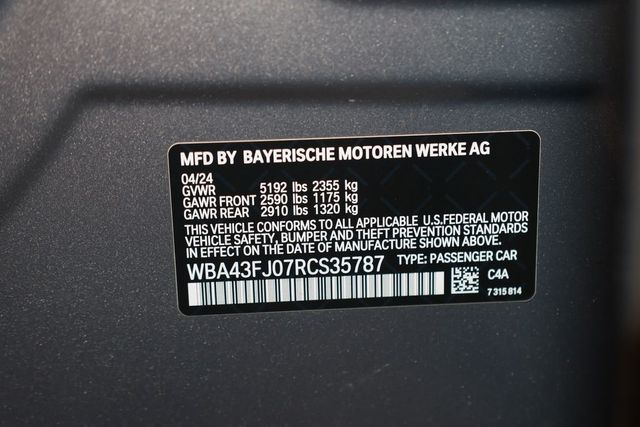 MFD BY BAYERISCHE MOTOREN WERKE AG
04/24
GVWR 5192 lbs 2355 kg
GAWR FRONT 2590 lbs 1175 kg
GAWR REAR 2910 lbs 1320 kg
THIS VEHICLE CONFORMS TO ALL APPLICABLE U.S.FEDERAL MOTOR
VEHICLE SAFETY, BUMPER AND THEFT PREVENTION STANDARDS
IN EFFECT ON THE DATE OF MANUFACTURE SHOWN ABOVE.
WBA43FJ07RCS35787 TYPE: PASSENGER CAR
C4A
7 315 814